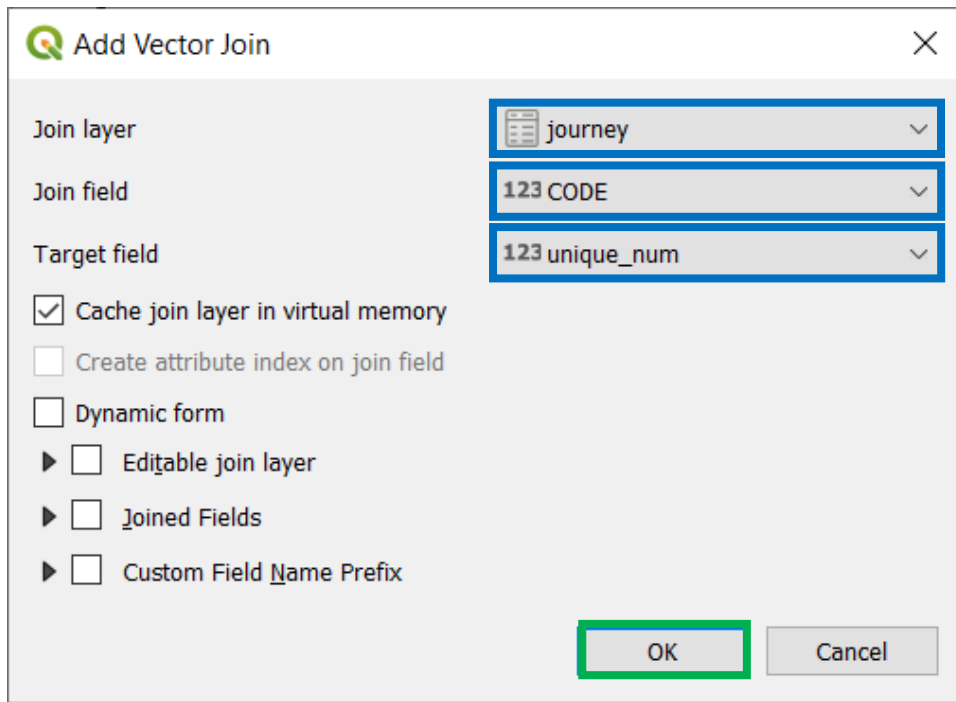 Add Vector Join
Join layer
journey
Join field
123 CODE
Target field
123 unique_num
Cache join layer in virtual memory
Create attribute index on join field
Dynamic form
Editable join layer
Joined Fields
Custom Field Name Prefix
OK
Cancel